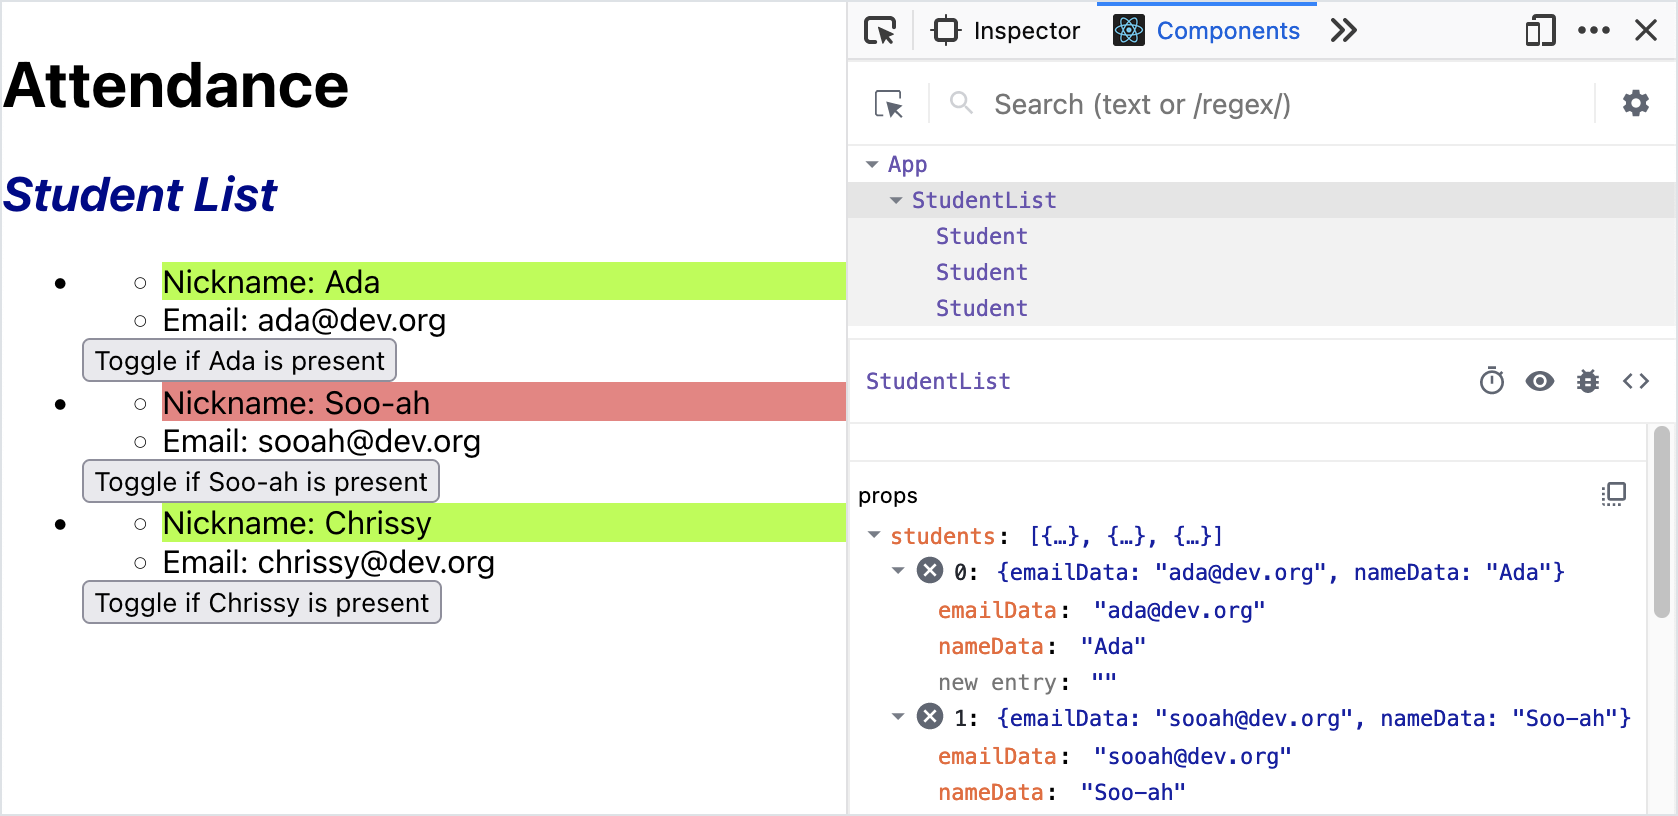 Attendance
Student List
Nickname: Ada
Email: ada@dev.org
Toggle if Ada is present
Nickname: Soo-ah
Email: sooah@dev.org
Toggle if Soo-ah is present
Nickname: Chrissy
Email: chrissy@dev.org
Toggle if Chrissy is present
Inspector
Components
Search (text or /regex/)
App
StudentList
Student
Student
Student
StudentList
props
students: [{…}, {…}, {…}]
0: {emailData: "ada@dev.org", nameData: "Ada"}
emailData: "ada@dev.org"
nameData: "Ada"
new entry: ""
1: {emailData: "sooah@dev.org", nameData: "Soo-ah"}
emailData: "sooah@dev.org"
nameData: "Soo-ah"